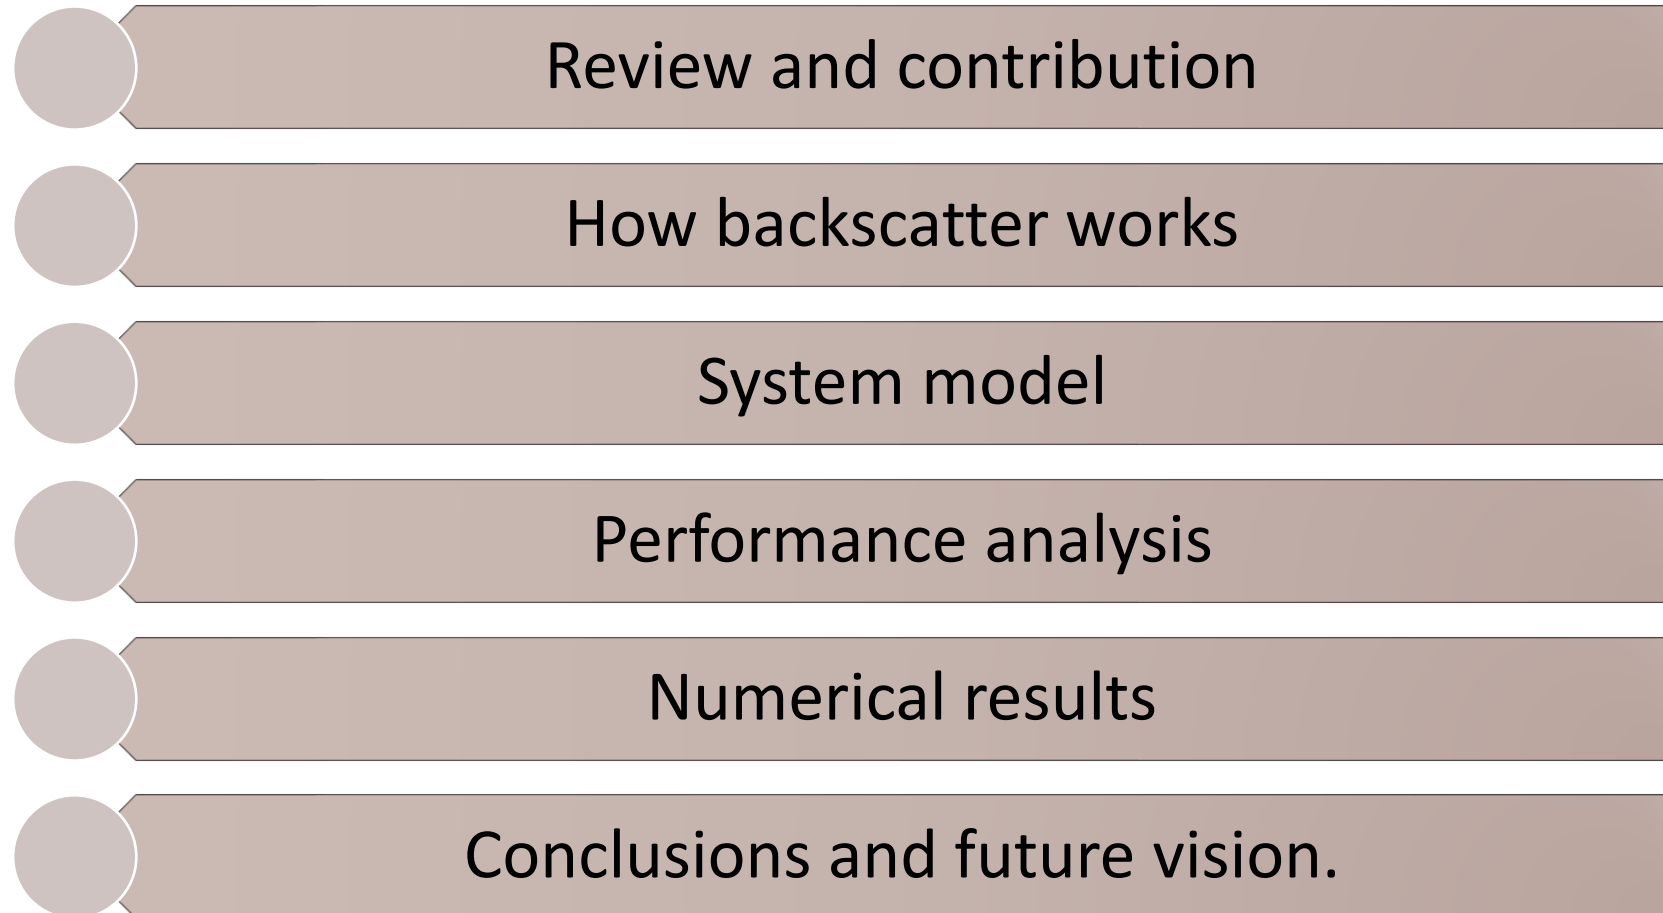 Review and contribution
How backscatter works
System model
Performance analysis
Numerical results
Conclusions and future vision.